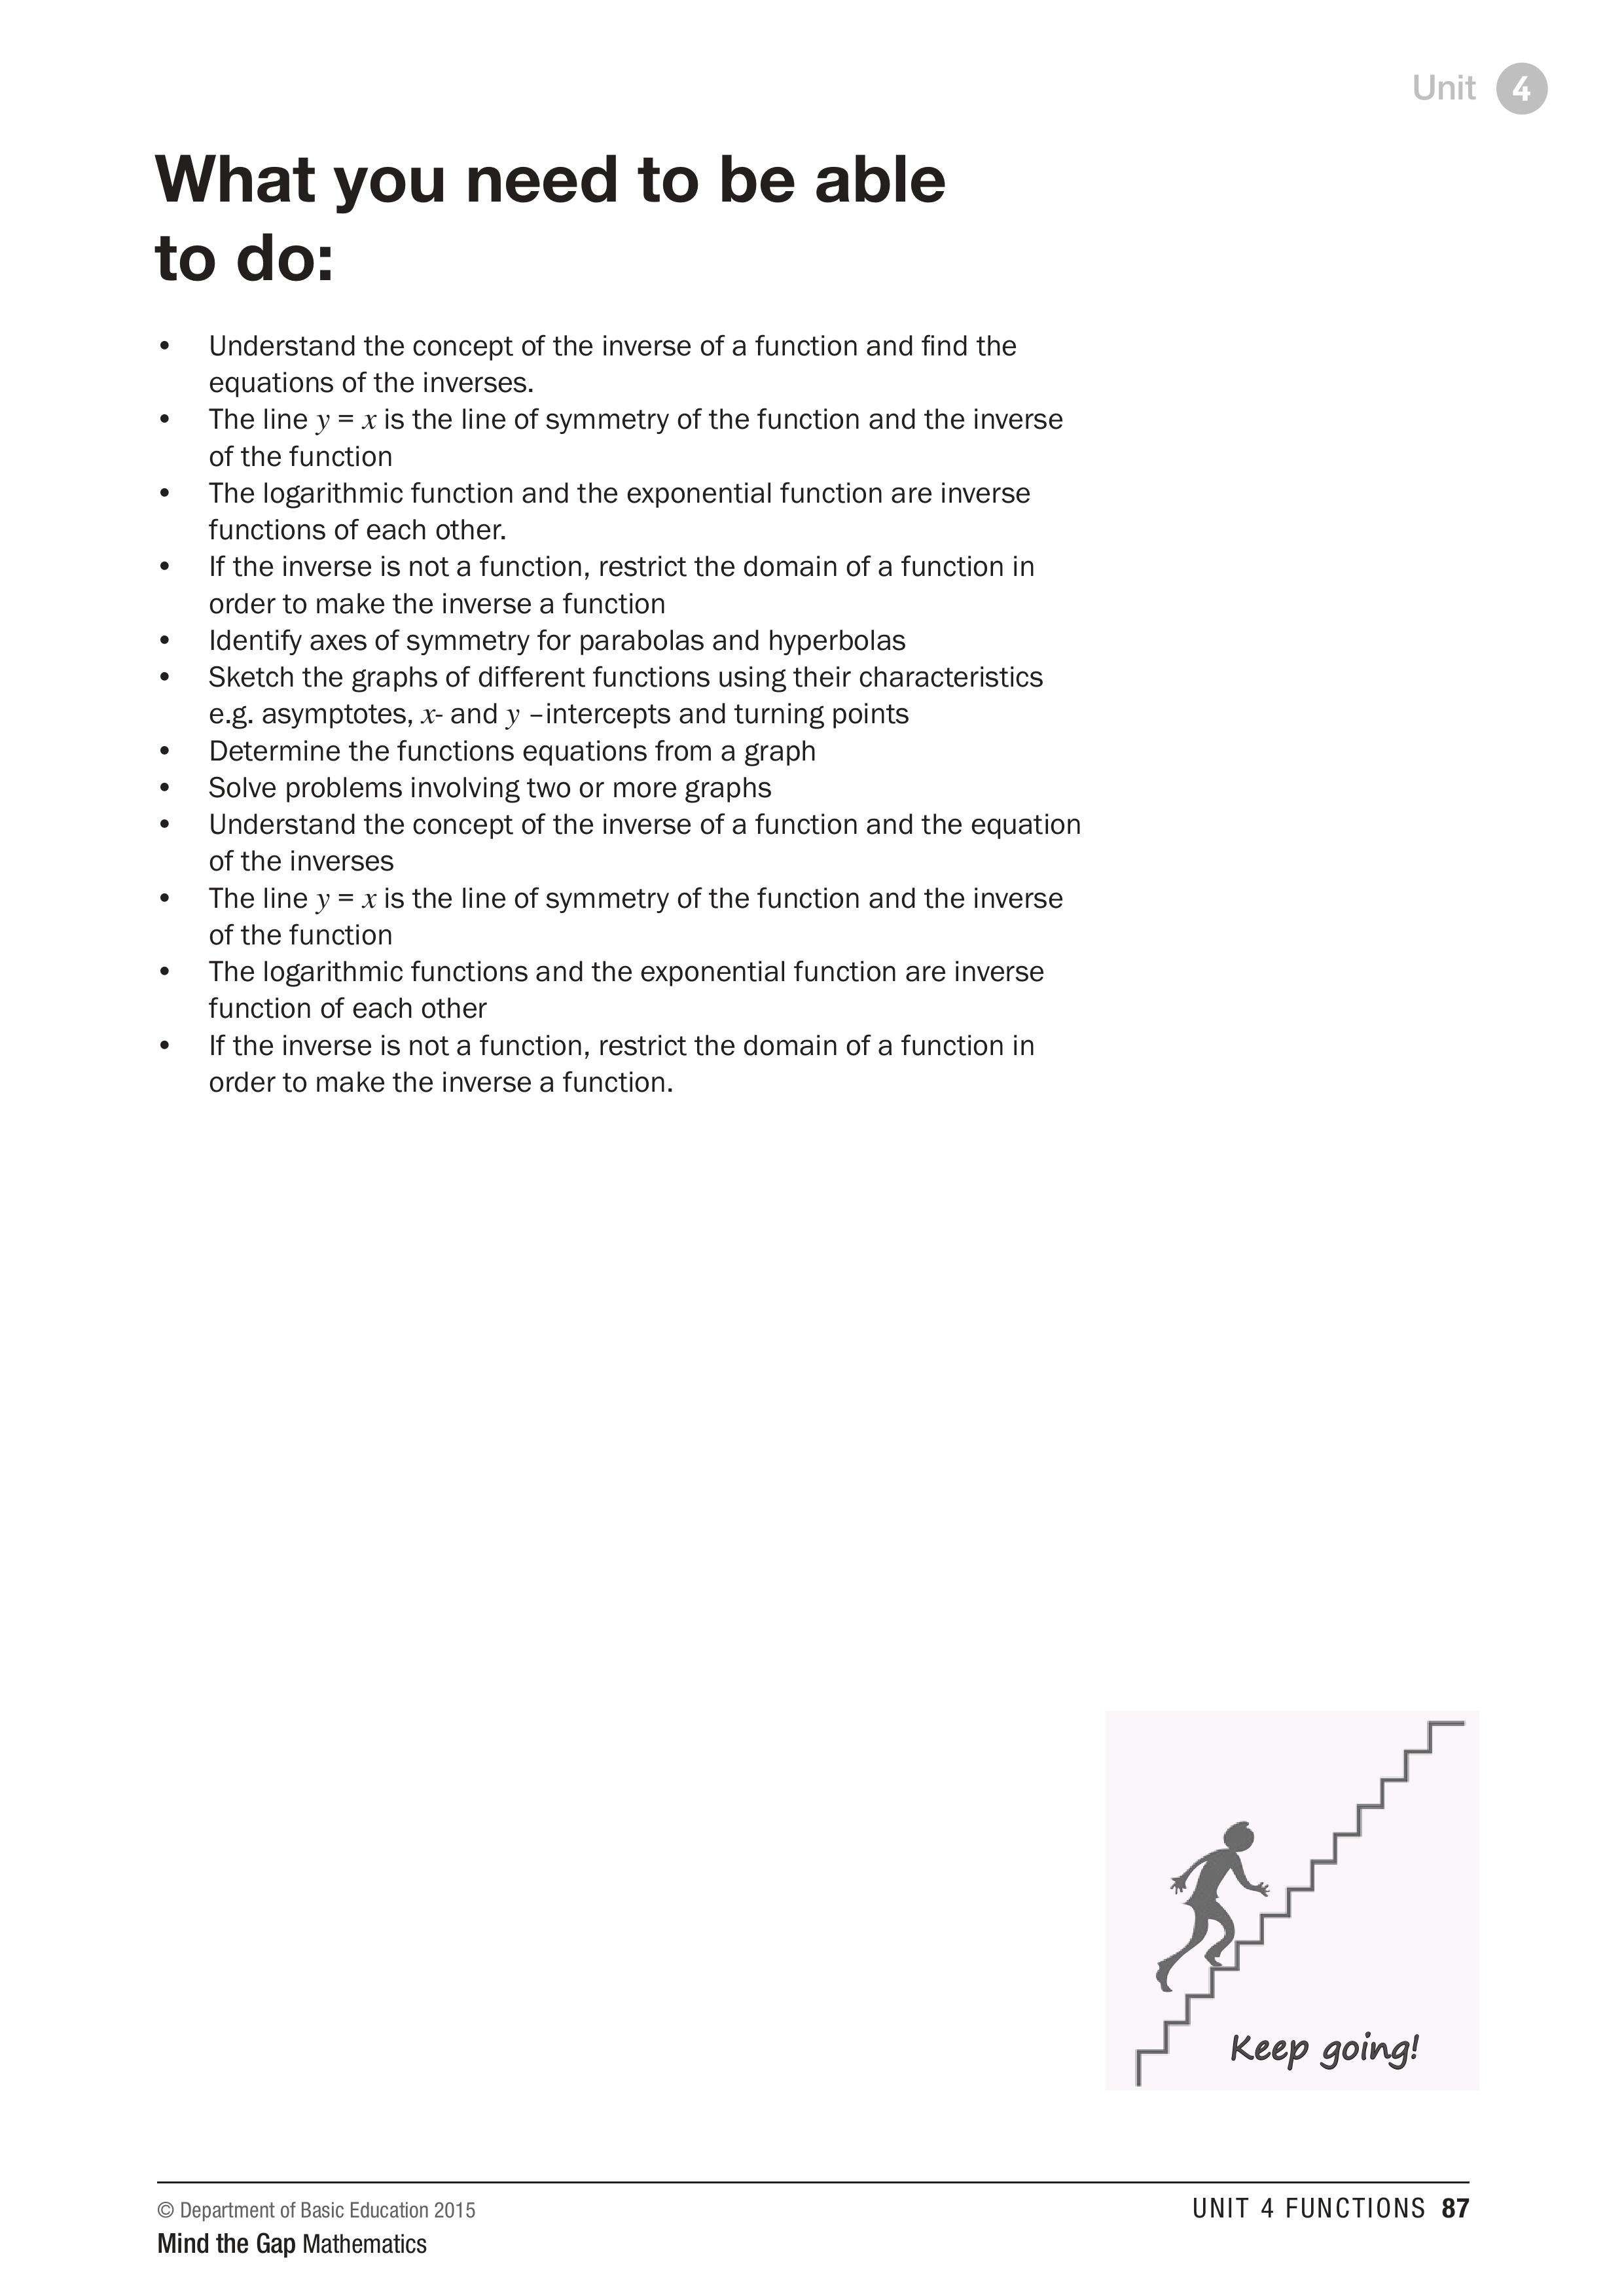 Unit 4
What you need to be able
to do:
• Understand the concept of the inverse of a function and find the
equations of the inverses.
• The line y = x is the line of symmetry of the function and the inverse
of the function
• The logarithmic function and the exponential function are inverse
functions of each other.
• If the inverse is not a function, restrict the domain of a function in
order to make the inverse a function
• Identify axes of symmetry for parabolas and hyperbolas
• Sketch the graphs of different functions using their characteristics
e.g. asymptotes, x- and y –intercepts and turning points
• Determine the functions equations from a graph
• Solve problems involving two or more graphs
• Understand the concept of the inverse of a function and the equation
of the inverses
• The line y = x is the line of symmetry of the function and the inverse
of the function
• The logarithmic functions and the exponential function are inverse
function of each other
• If the inverse is not a function, restrict the domain of a function in
order to make the inverse a function.
Keep going!
© Department of Basic Education 2015
Mind the Gap Mathematics
UNIT 4 FUNCTIONS 87